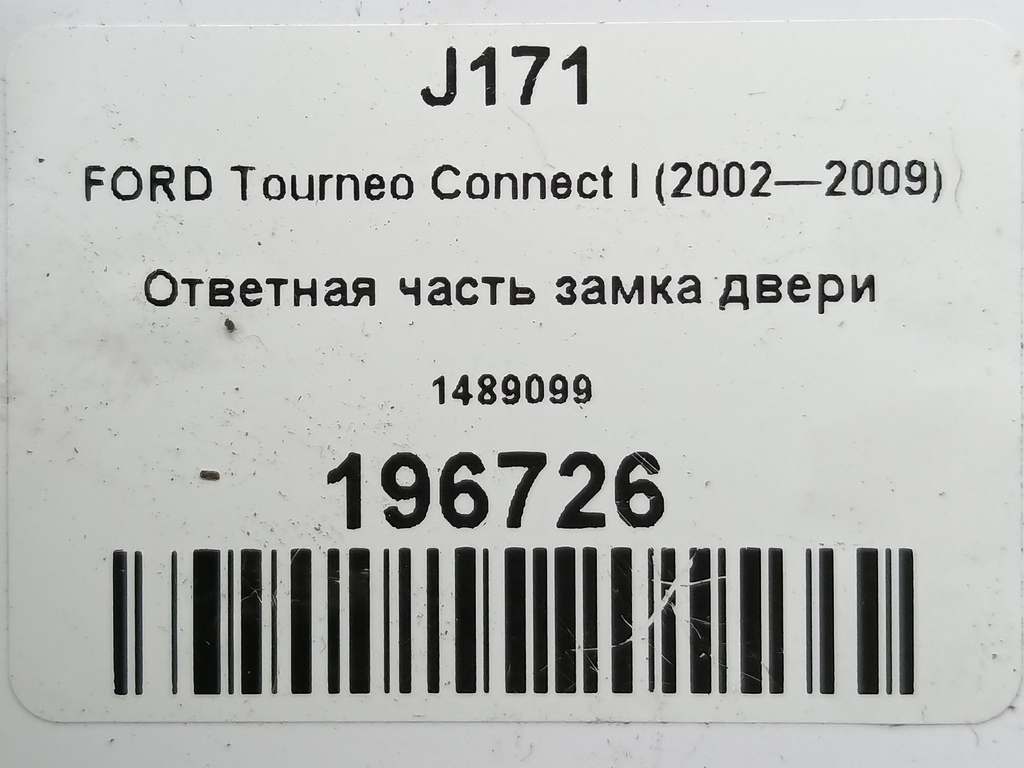 J171
FORD Tourneo Connect I (2002—2009)
Ответная часть замка двери
1489099
196726